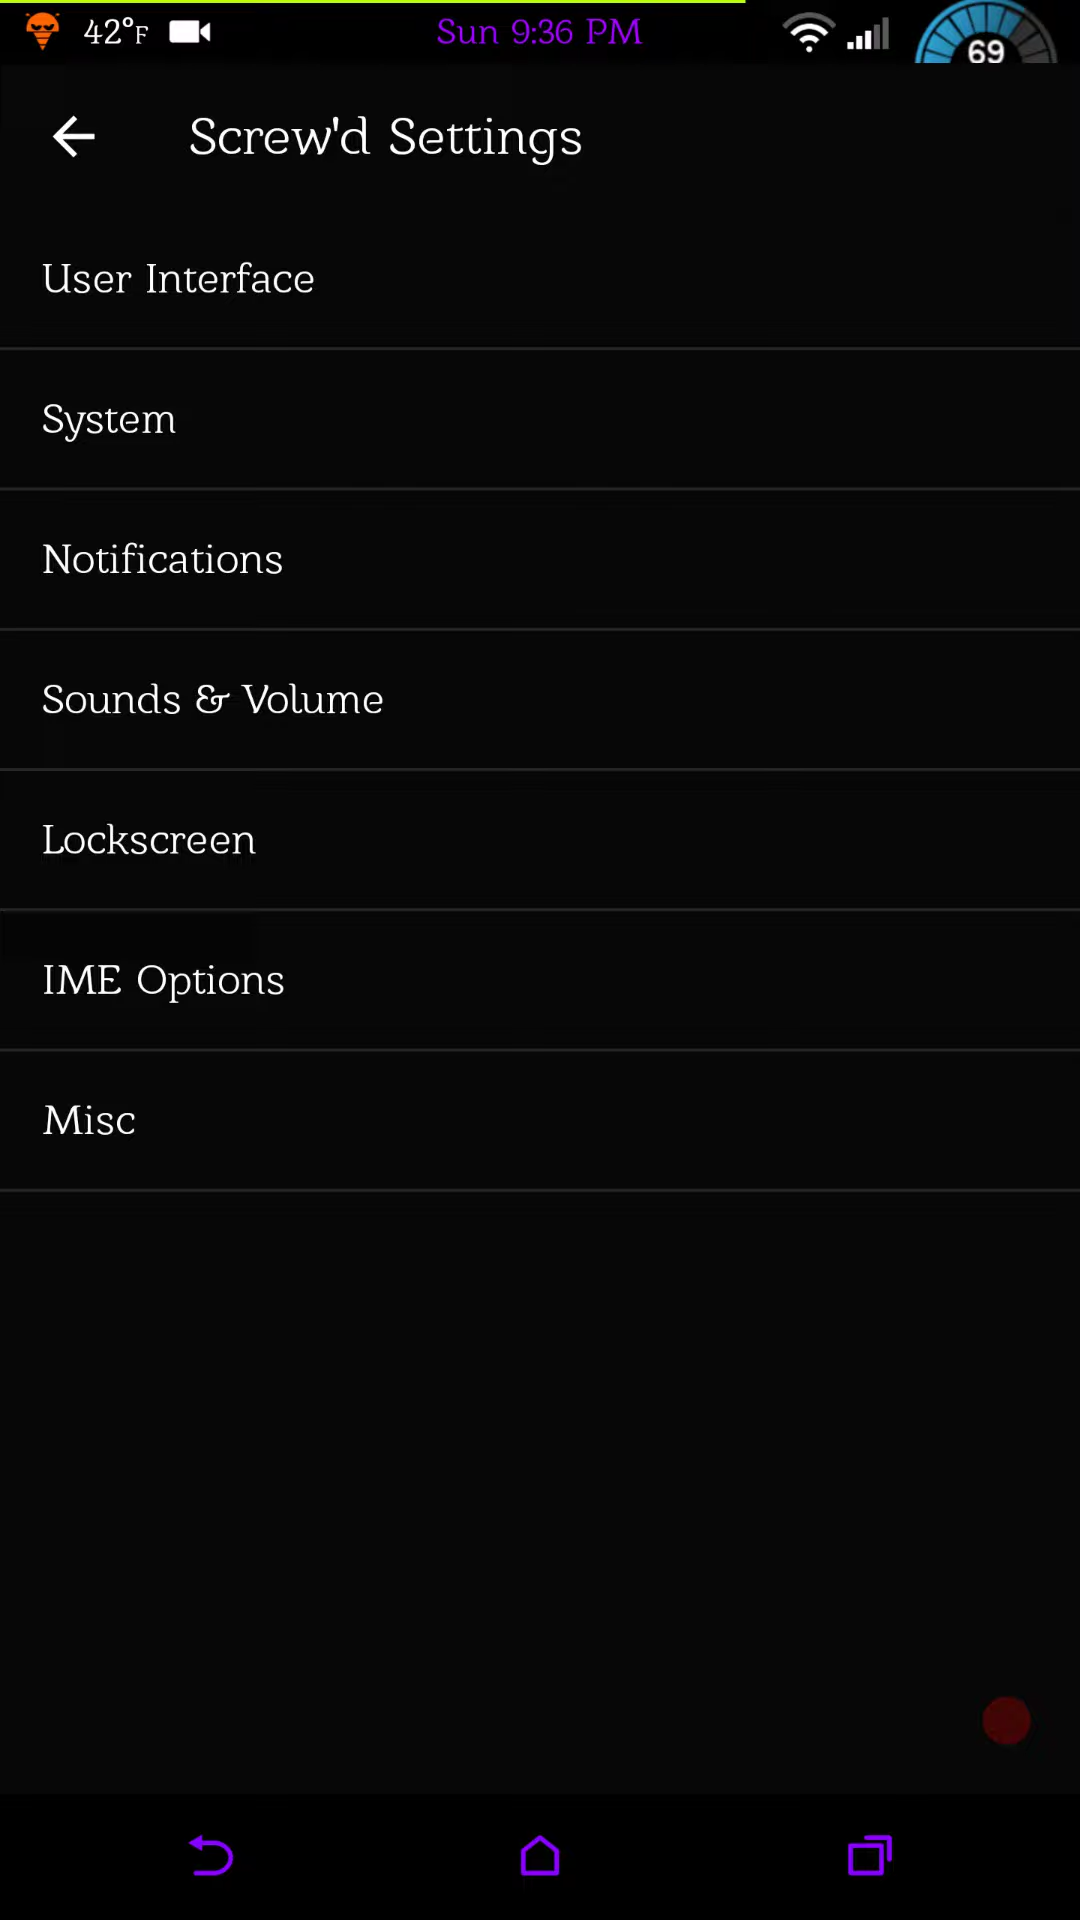 42°F Sun 9:36 PM 69
Screw'd Settings
User Interface
System
Notifications
Sounds & Volume
Lockscreen
IME Options
Misc